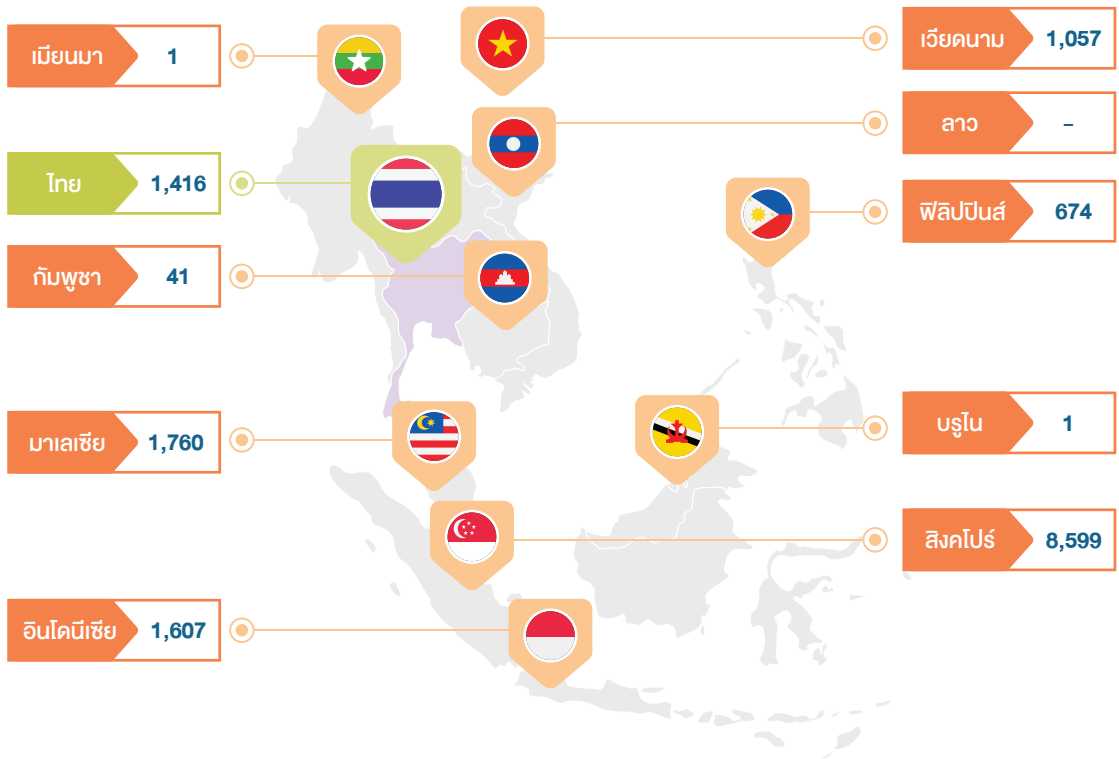 เมียนมา 1
ไทย 1,416
กัมพูชา 41
มาเลเซีย 1,760
อินโดนีเซีย 1,607
เวียดนาม 1,057
ลาว -
ฟิลิปปินส์ 674
บรูไน 1
สิงคโปร์ 8,599